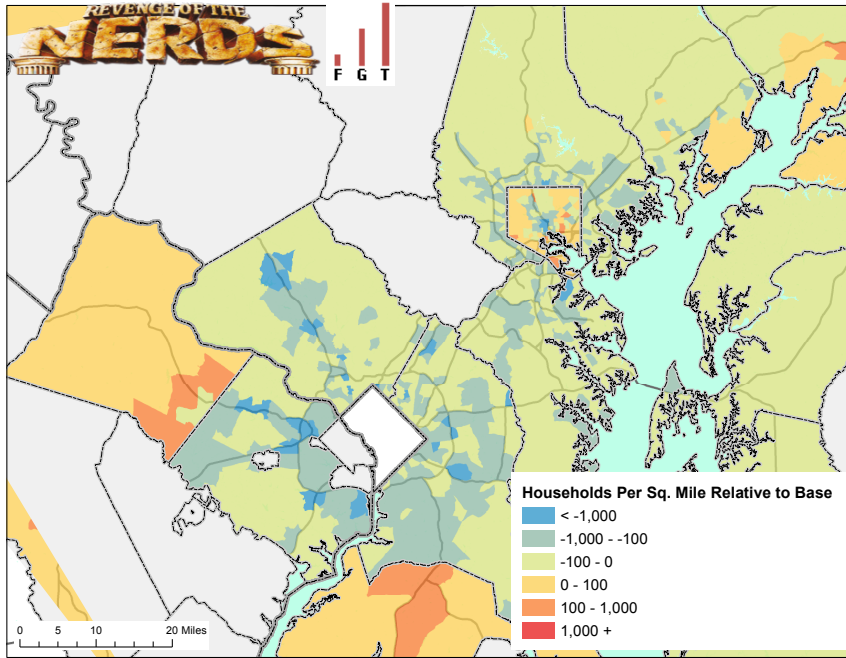 REVENGE OF THE
NERDS
F G T
Households Per Sq. Mile Relative to Base
< -1,000
-1,000 - -100
-100 - 0
0 - 100
100 - 1,000
1,000 +
0 5 10 20 Miles